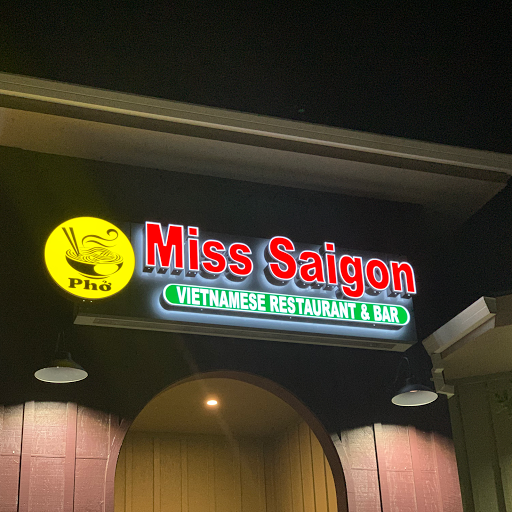 Phở
Miss Saigon
VIETNAMESE RESTAURANT & BAR